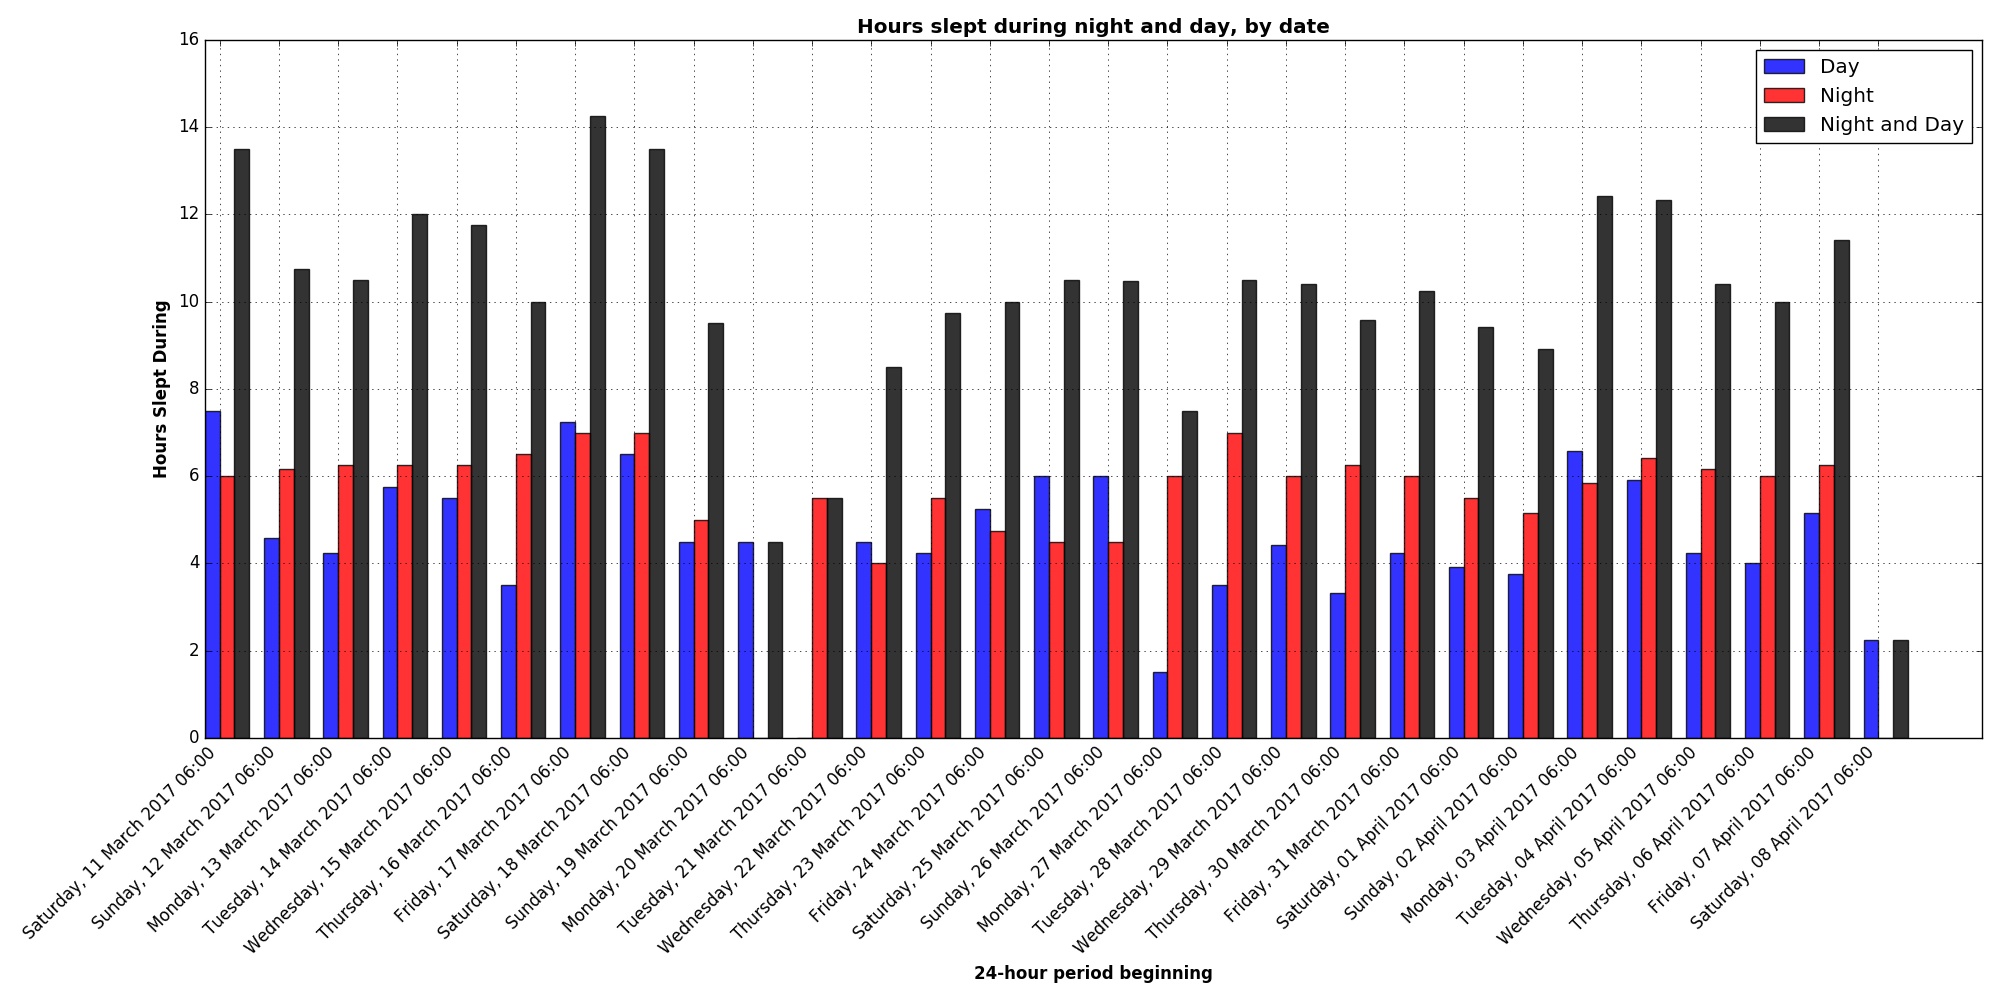 Hours slept during night and day, by date
Day
Night
Night and Day
Hours Slept During
16
14
12
10
8
6
4
2
0
Saturday, 11 March 2017 06:00
Sunday, 12 March 2017 06:00
Monday, 13 March 2017 06:00
Tuesday, 14 March 2017 06:00
Wednesday, 15 March 2017 06:00
Thursday, 16 March 2017 06:00
Friday, 17 March 2017 06:00
Saturday, 18 March 2017 06:00
Sunday, 19 March 2017 06:00
Monday, 20 March 2017 06:00
Tuesday, 21 March 2017 06:00
Wednesday, 22 March 2017 06:00
Thursday, 23 March 2017 06:00
Friday, 24 March 2017 06:00
Saturday, 25 March 2017 06:00
Sunday, 26 March 2017 06:00
Monday, 27 March 2017 06:00
Tuesday, 28 March 2017 06:00
Wednesday, 29 March 2017 06:00
Thursday, 30 March 2017 06:00
Friday, 31 March 2017 06:00
Saturday, 01 April 2017 06:00
Sunday, 02 April 2017 06:00
Monday, 03 April 2017 06:00
Tuesday, 04 April 2017 06:00
Wednesday, 05 April 2017 06:00
Thursday, 06 April 2017 06:00
Friday, 07 April 2017 06:00
Saturday, 08 April 2017 06:00
24-hour period beginning